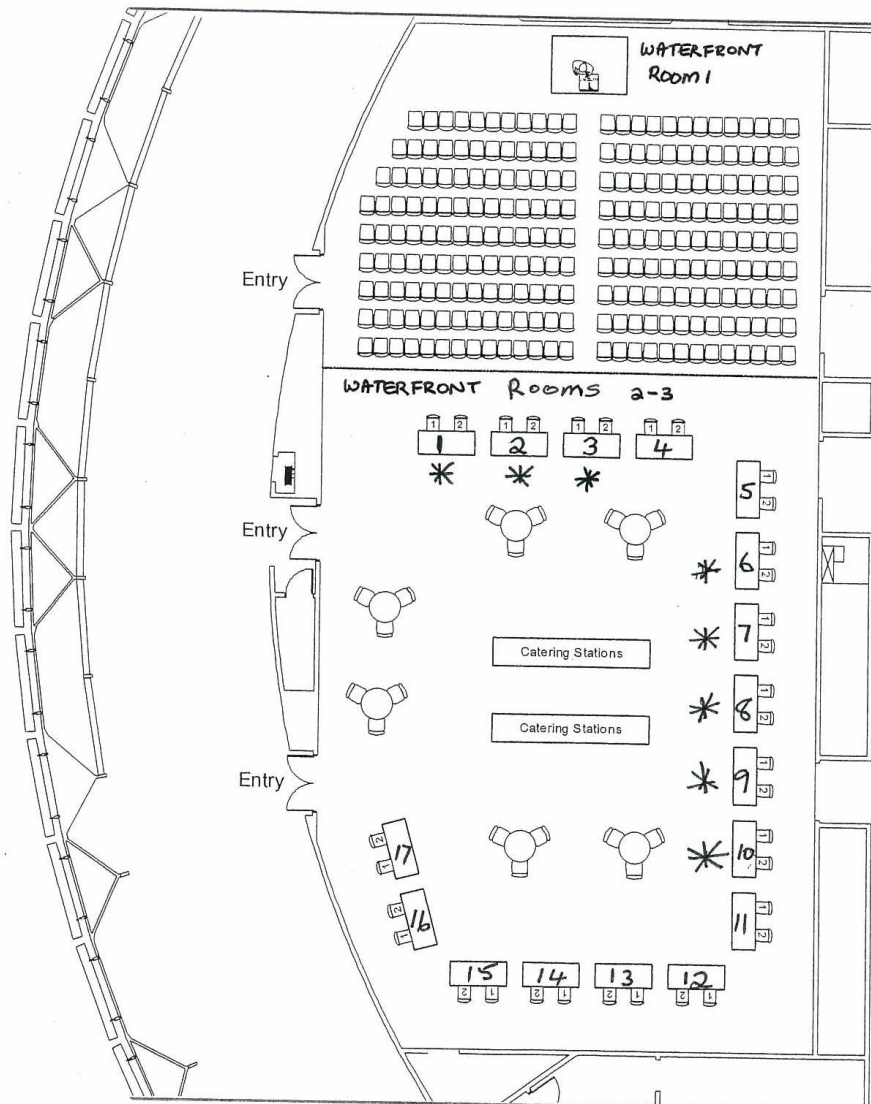 WATERFRONT
ROOM 1
Entry
WATERFRONT ROOMS 2-3
1 2 1 2 1 2 1 2
1 2 3 4
1
5
2
Entry
1
6
2
1
Catering Stations 7
2
1
8
Catering Stations 2
1
Entry 9
2
2 1
17 10
1 2
2 1
16 11
1 2
15 14 13 12
2 1 2 1 2 1 2 1